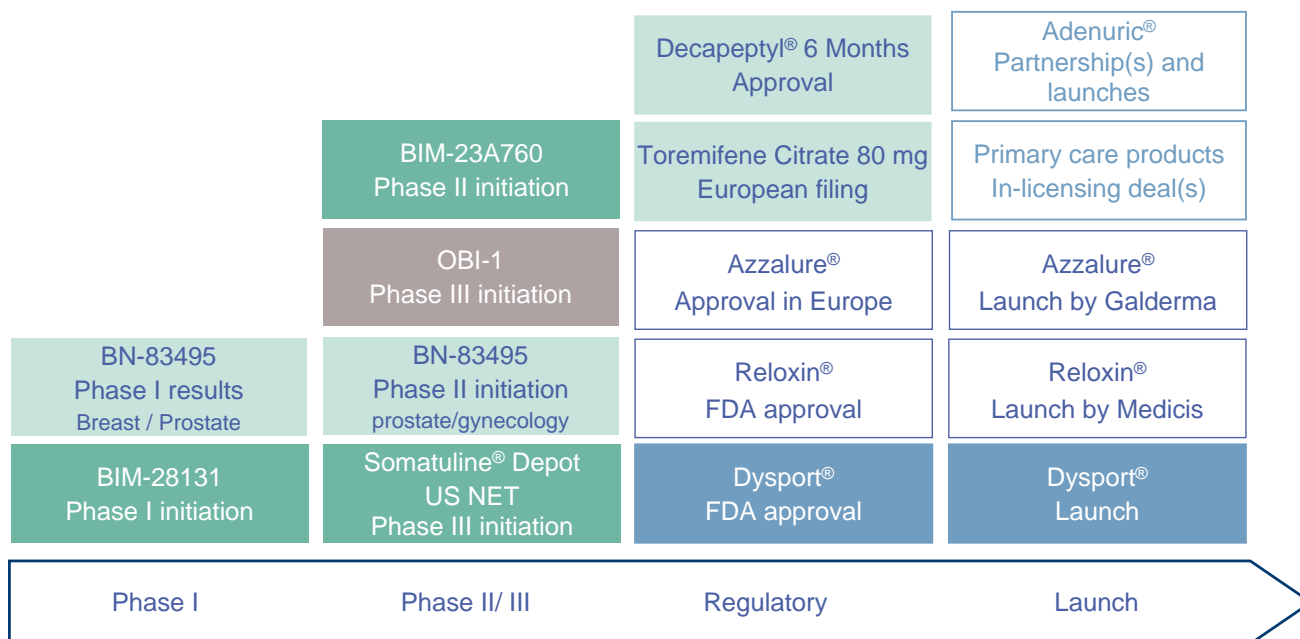 Decapeptyl® 6 Months
Approval
Adenuric®
Partnership(s) and
launches
BIM-23A760
Phase II initiation
Toremifene Citrate 80 mg
European filing
Primary care products
In-licensing deal(s)
OBI-1
Phase III initiation
Azzalure®
Approval in Europe
Azzalure®
Launch by Galderma
BN-83495
Phase I results
Breast / Prostate
BN-83495
Phase II initiation
prostate/gynecology
Reloxin®
FDA approval
Reloxin®
Launch by Medicis
BIM-28131
Phase I initiation
Somatuline® Depot
US NET
Phase III initiation
Dysport®
FDA approval
Dysport®
Launch
Phase I
Phase II/ III
Regulatory
Launch